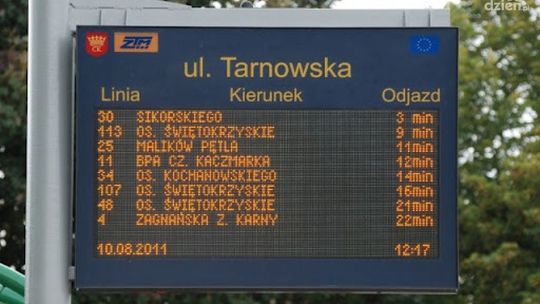 dzień
CK ZTM
ul. Tarnowska
Linia Kierunek Odjazd
30 SIKORSKIEGO 3 min
113 OS. ŚWIĘTOKRZYSKIE 9 min
25 MALIKÓW PĘTLA 11min
11 BPA CZ. KACZMARKA 12min
34 OS. KOCHANOWSKIEGO 14min
107 OS. ŚWIĘTOKRZYSKIE 16min
48 OS. ŚWIĘTOKRZYSKIE 21min
4 ZAGNAŃSKA Z. KARNY 22min
10.08.2011 12:17